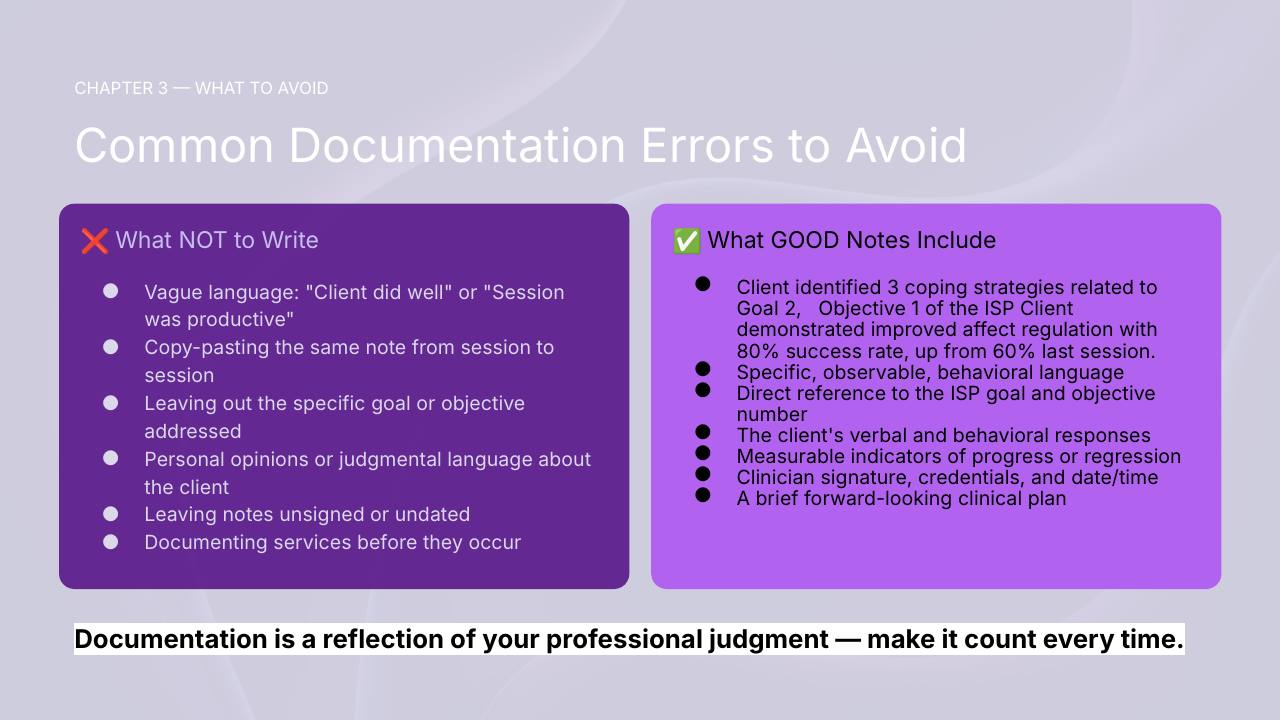 CHAPTER 3 — WHAT TO AVOID
Common Documentation Errors to Avoid
❌ What NOT to Write
● Vague language: "Client did well" or "Session
was productive"
● Copy-pasting the same note from session to
session
● Leaving out the specific goal or objective
addressed
● Personal opinions or judgmental language about
the client
● Leaving notes unsigned or undated
● Documenting services before they occur
✅ What GOOD Notes Include
● Client identified 3 coping strategies related to
Goal 2,   Objective 1 of the ISP Client
demonstrated improved affect regulation with
80% success rate, up from 60% last session.
● Specific, observable, behavioral language
● Direct reference to the ISP goal and objective
number
● The client's verbal and behavioral responses
● Measurable indicators of progress or regression
● Clinician signature, credentials, and date/time
● A brief forward-looking clinical plan
Documentation is a reflection of your professional judgment — make it count every time.